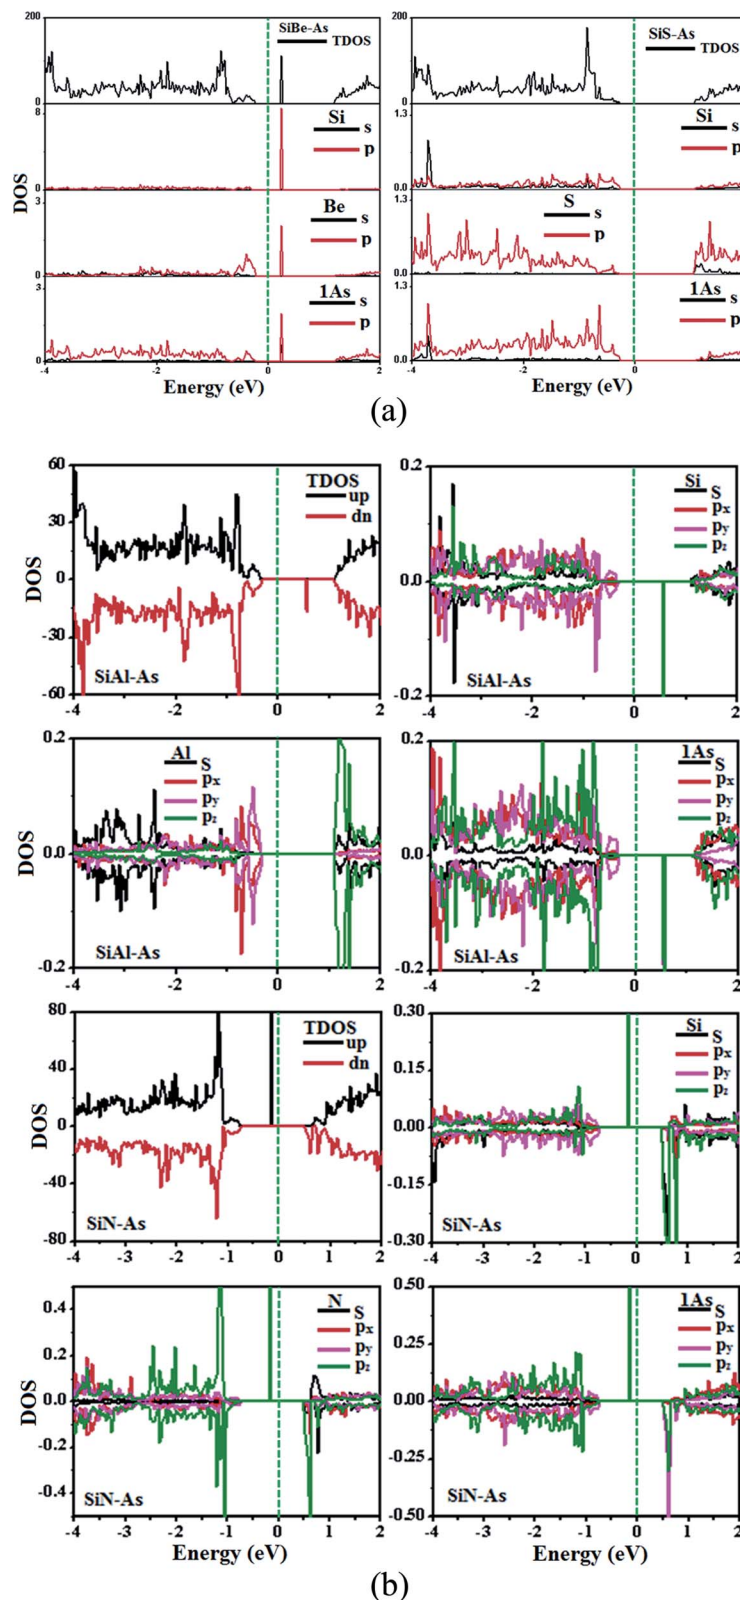 SiBe-As
TDOS
200
100
0
Si
s
p
8
0
Be
s
p
3
0
1As
s
p
3
0
-4 -2 0 2
Energy (eV)
DOS
SiS-As
TDOS
200
100
0
Si
s
p
1.3
0.0
S
s
p
1.3
0.0
1As
s
p
1.3
0.0
-4 -2 0 2
Energy (eV)
(a)
TDOS
up
dn
60
30
0
-30
-60
DOS
SiAl-As
-4 -2 0 2
Si
S
px
py
pz
0.2
0.0
-0.2
SiAl-As
-4 -2 0 2
Al
S
px
py
pz
0.2
0.0
-0.2
DOS
SiAl-As
-4 -2 0 2
1As
S
px
py
pz
0.2
0.0
-0.2
SiAl-As
-4 -2 0 2
TDOS
up
dn
80
40
0
-40
-80
DOS
SiN-As
-4 -3 -2 -1 0 1 2
Si
S
px
py
pz
0.30
0.15
0.00
-0.15
-0.30
SiN-As
-4 -3 -2 -1 0 1 2
N
S
px
py
pz
0.4
0.2
0.0
-0.2
-0.4
DOS
SiN-As
-4 -3 -2 -1 0 1 2
Energy (eV)
1As
S
px
py
pz
0.50
0.25
0.00
-0.25
-0.50
SiN-As
-4 -3 -2 -1 0 1 2
Energy (eV)
(b)